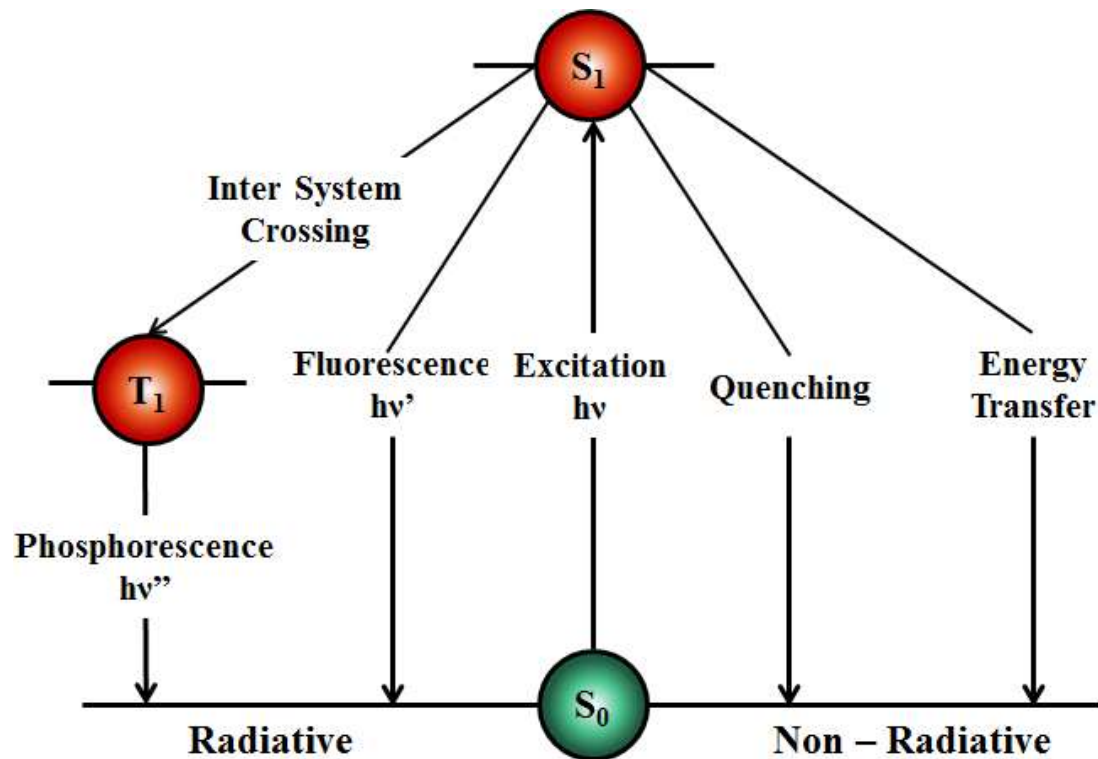 S₁
Inter System
Crossing
T₁
Fluorescence
hν’
Excitation
hν
Quenching
Energy
Transfer
Phosphorescence
hν’’
S₀
Radiative
Non – Radiative